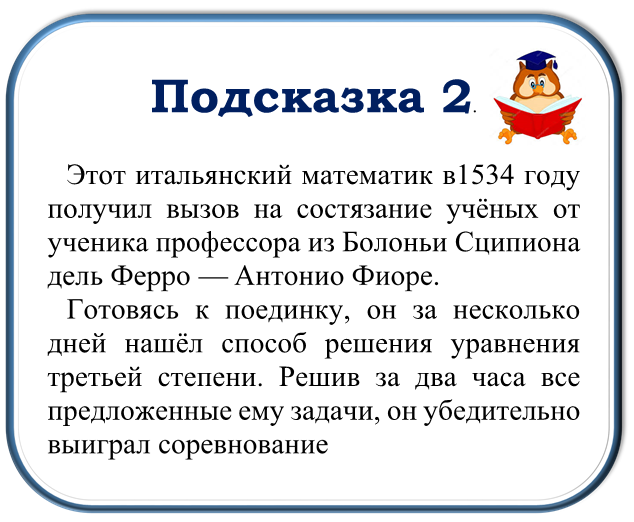 Подсказка 2.
Этот итальянский математик в1534 году
получил вызов на состязание учёных от
ученика профессора из Болоньи Сципиона
дель Ферро — Антонио Фиоре.
Готовясь к поединку, он за несколько
дней нашёл способ решения уравнения
третьей степени. Решив за два часа все
предложенные ему задачи, он убедительно
выиграл соревнование